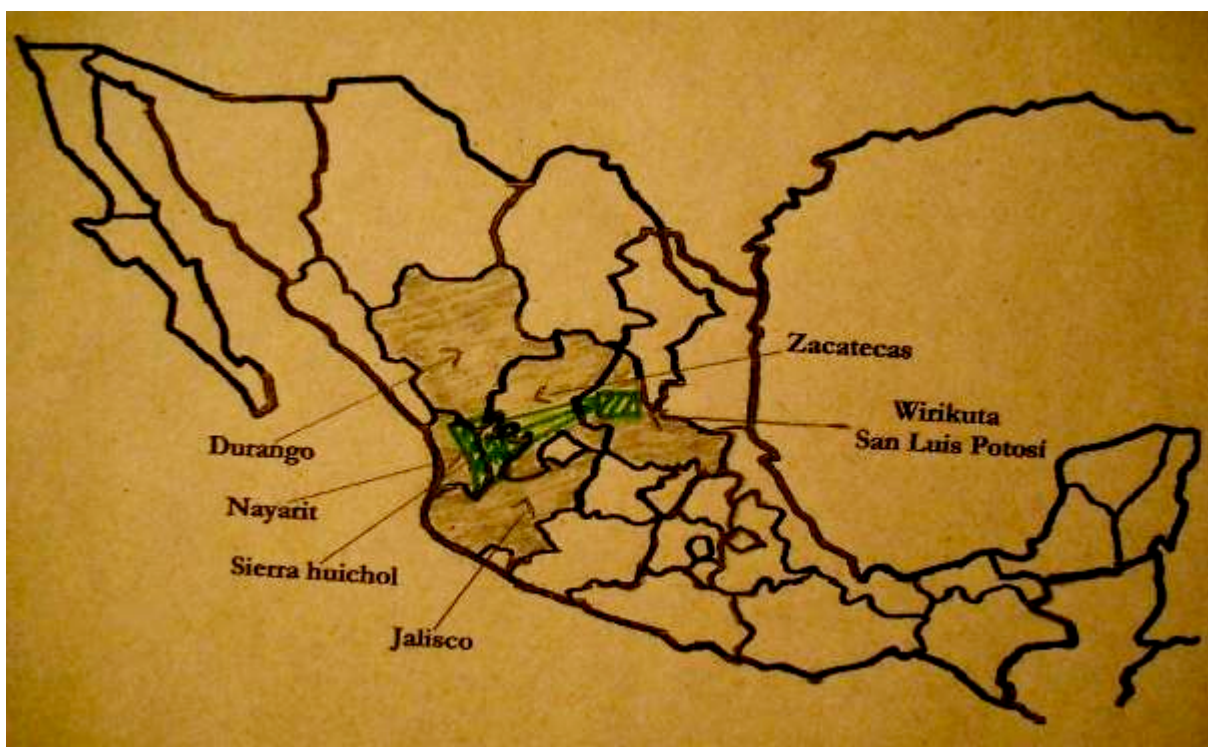 Zacatecas
Wirikuta
San Luis Potosí
Durango
Nayarit
Sierra huichol
Jalisco